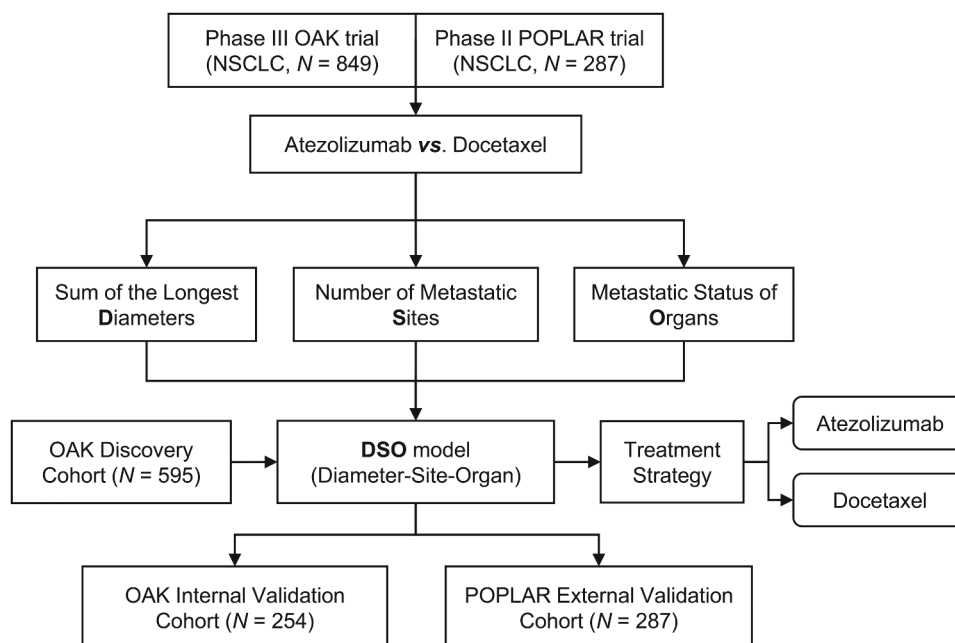 Phase III OAK trial
(NSCLC, N = 849)
Phase II POPLAR trial
(NSCLC, N = 287)
Atezolizumab vs. Docetaxel
Sum of the Longest
Diameters
Number of Metastatic
Sites
Metastatic Status of
Organs
OAK Discovery
Cohort (N = 595)
DSO model
(Diameter-Site-Organ)
Treatment
Strategy
Atezolizumab
Docetaxel
OAK Internal Validation
Cohort (N = 254)
POPLAR External Validation
Cohort (N = 287)